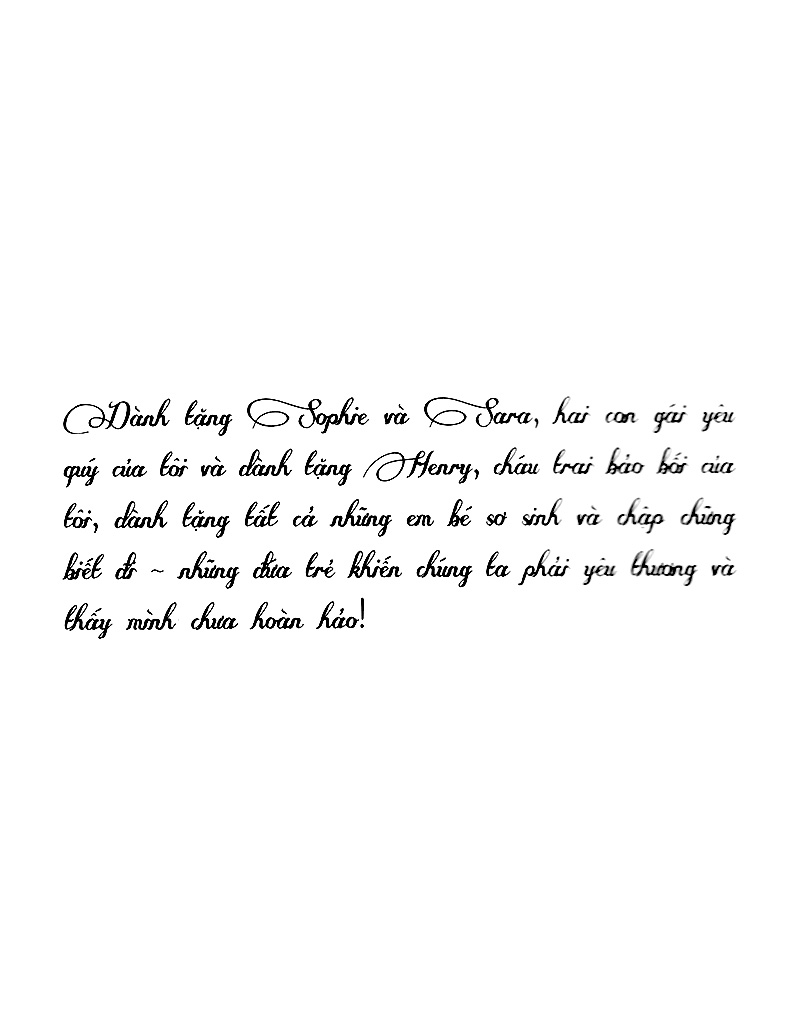 Dành tặng Sophie và Sara, hai con gái yêu
quý của tôi và dành tặng Henry, cháu trai bảo bối của
tôi, dành tặng tất cả những em bé sơ sinh và chập chững
biết đi ~ những đứa trẻ khiến chúng ta phải yêu thương và
thấy mình chưa hoàn hảo!